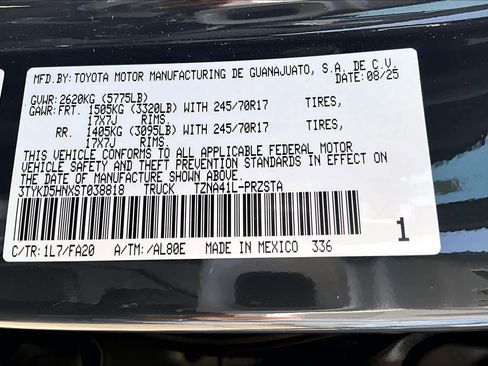 MFD.BY: TOYOTA MOTOR MANUFACTURING DE GUANAJUATO, S.A. DE C.V.
DATE: 08/25
GVWR: 2620KG (5775LB)
GAWR: FRT. 1505KG (3320LB) WITH 245/70R17 TIRES,
17X7J RIMS.
RR. 1405KG (3095LB) WITH 245/70R17 TIRES,
17X7J RIMS.
THIS VEHICLE CONFORMS TO ALL APPLICABLE FEDERAL MOTOR
VEHICLE SAFETY AND THEFT PREVENTION STANDARDS IN EFFECT ON
THE DATE OF MANUFACTURE SHOWN ABOVE.
3TYKD5HNXST038818 TRUCK TZNA41L-PRZSTA
C/TR: 1L7/FA20 A/TM: /AL80E MADE IN MEXICO 336 1